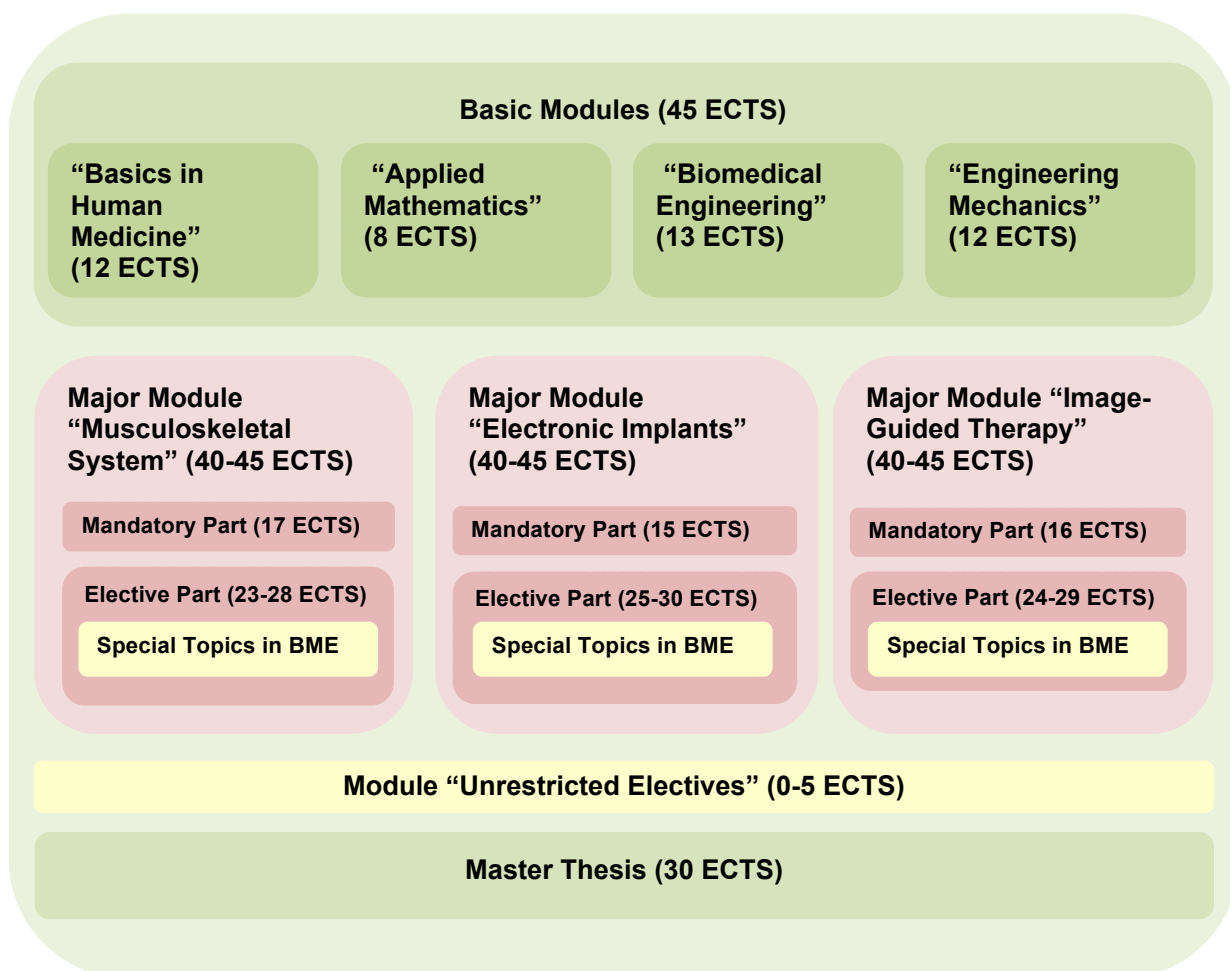 Basic Modules (45 ECTS)
“Basics in
Human
Medicine”
(12 ECTS)
“Applied
Mathematics”
(8 ECTS)
“Biomedical
Engineering”
(13 ECTS)
“Engineering
Mechanics”
(12 ECTS)
Major Module
“Musculoskeletal
System” (40-45 ECTS)
Mandatory Part (17 ECTS)
Elective Part (23-28 ECTS)
Special Topics in BME
Major Module
“Electronic Implants”
(40-45 ECTS)
Mandatory Part (15 ECTS)
Elective Part (25-30 ECTS)
Special Topics in BME
Major Module “Image-
Guided Therapy”
(40-45 ECTS)
Mandatory Part (16 ECTS)
Elective Part (24-29 ECTS)
Special Topics in BME
Module “Unrestricted Electives” (0-5 ECTS)
Master Thesis (30 ECTS)